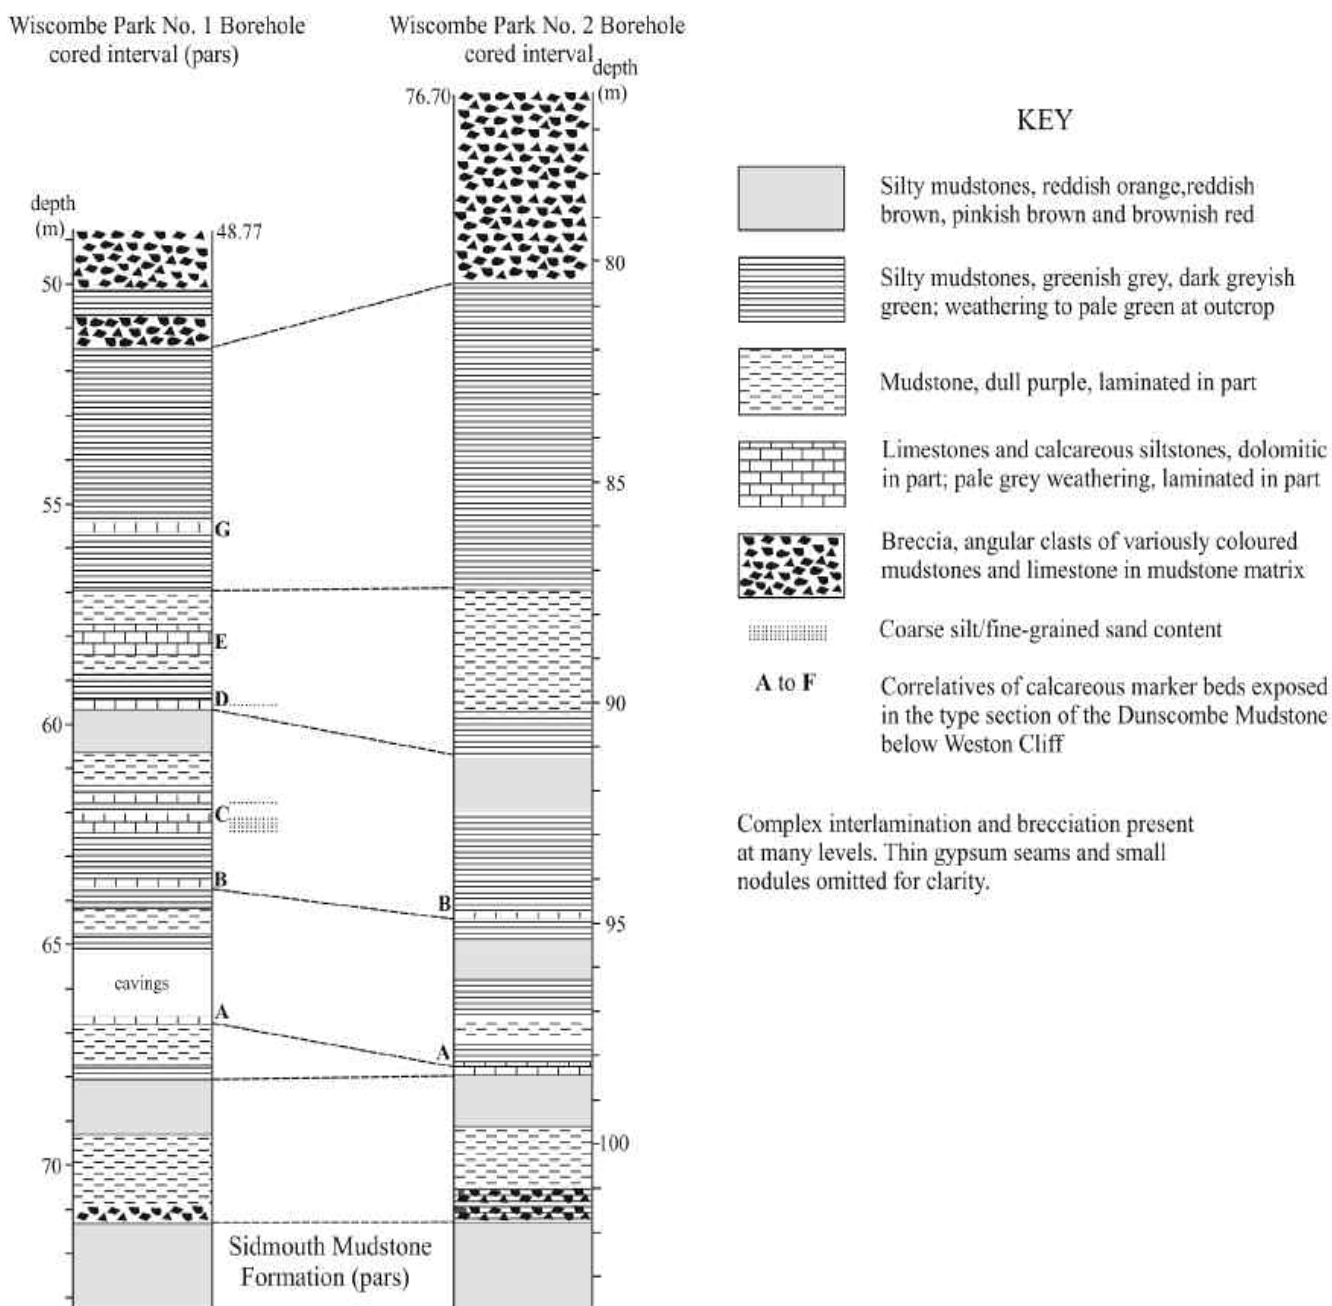 Wiscombe Park No. 1 Borehole
cored interval (pars)
Wiscombe Park No. 2 Borehole
cored interval
depth
(m)
76.70
depth
(m)
48.77
50
55
60
65
70
80
85
90
95
100
G
E
D
C
B
A
B
A
cavings
Sidmouth Mudstone
Formation (pars)
KEY
Silty mudstones, reddish orange,reddish
brown, pinkish brown and brownish red
Silty mudstones, greenish grey, dark greyish
green; weathering to pale green at outcrop
Mudstone, dull purple, laminated in part
Limestones and calcareous siltstones, dolomitic
in part; pale grey weathering, laminated in part
Breccia, angular clasts of variously coloured
mudstones and limestone in mudstone matrix
Coarse silt/fine-grained sand content
A to F
Correlatives of calcareous marker beds exposed
in the type section of the Dunscombe Mudstone
below Weston Cliff
Complex interlamination and brecciation present
at many levels. Thin gypsum seams and small
nodules omitted for clarity.